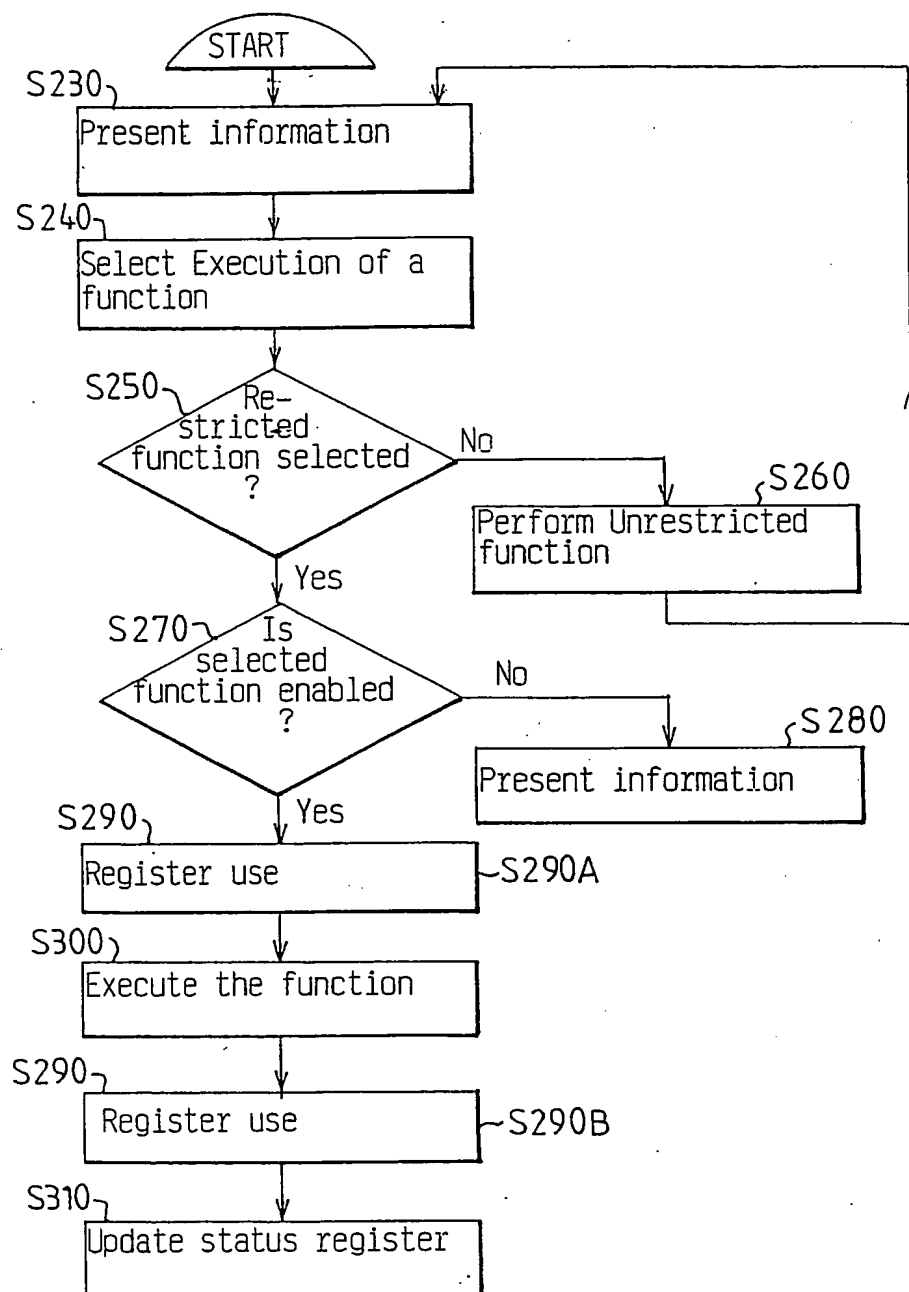 START
S230
Present information
S240
Select Execution of a
function
S250
Re-
stricted
function selected
?
No
S260
Perform Unrestricted
function
Yes
S270
Is
selected
function enabled
?
No
S280
Present information
Yes
S290
Register use
S290A
S300
Execute the function
S290
Register use
S290B
S310
Update status register